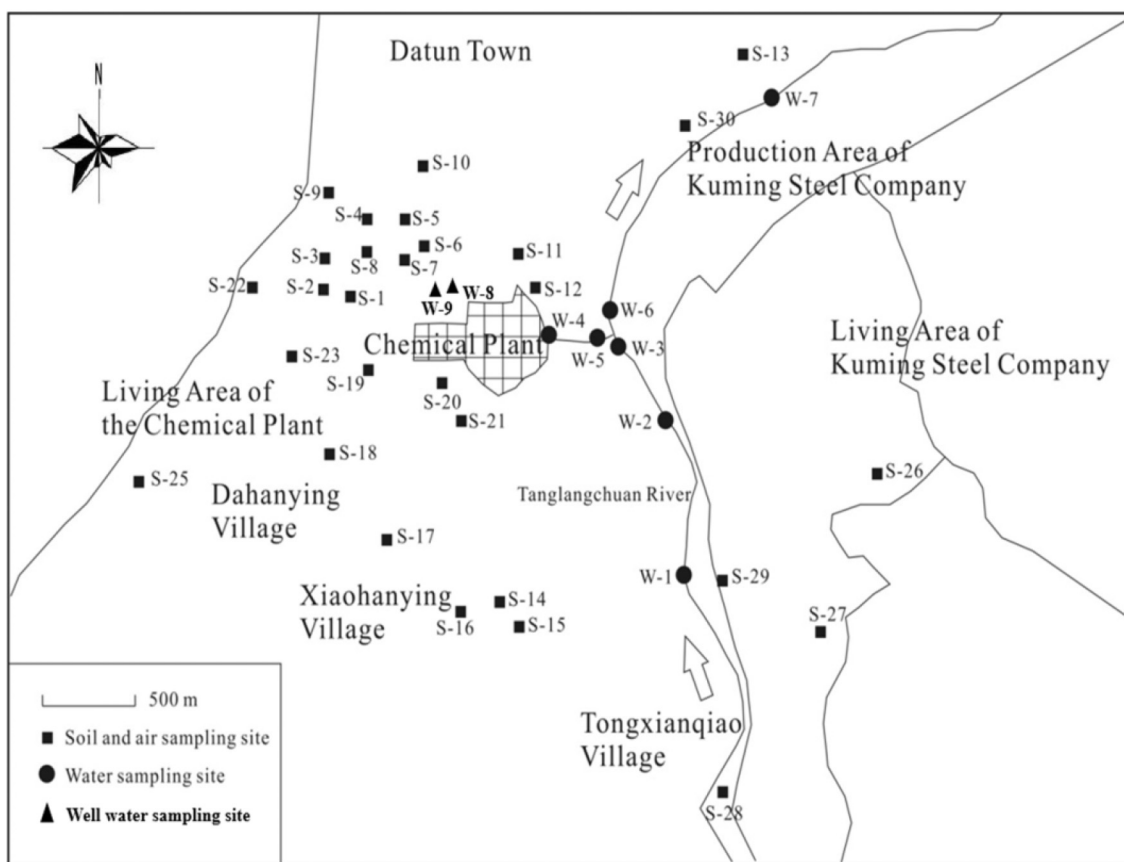 Datun Town
S-13
N
W-7
S-30
Production Area of
Kuming Steel Company
S-10
S-9
S-4
S-5
S-6
S-11
S-3
S-8
S-7
S-22
S-2
S-1
W-8
W-9
S-12
W-4
W-6
Chemical Plant
W-5
W-3
Living Area of
Kuming Steel Company
S-23
S-19
S-20
Living Area of
the Chemical Plant
S-21
W-2
S-18
S-25
S-26
Dahanying
Village
Tanglangchuan River
S-17
W-1
S-29
Xiaohanying
Village
S-14
S-16
S-15
S-27
500 m
Soil and air sampling site
Water sampling site
Well water sampling site
Tongxianqiao
Village
S-28